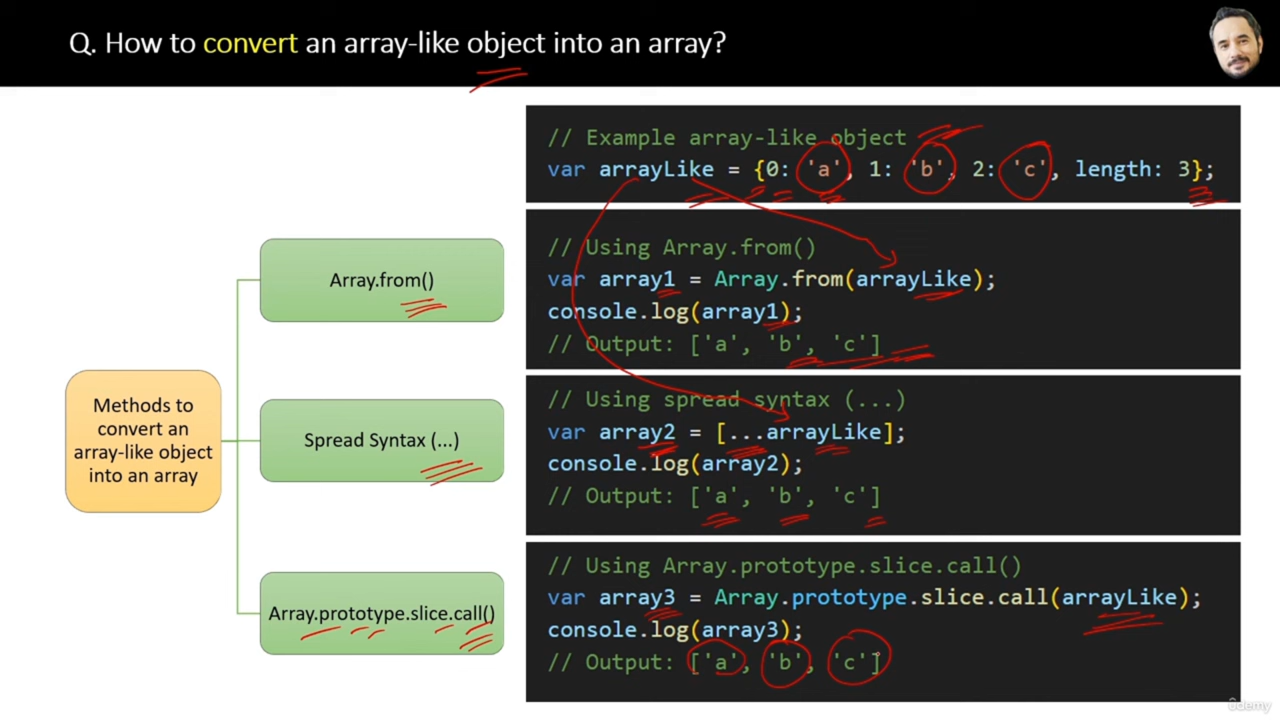 Q. How to convert an array-like object into an array?
Methods to
convert an
array-like object
into an array
Array.from()
Spread Syntax (...)
Array.prototype.slice.call()
// Example array-like object
var arrayLike = {0: 'a', 1: 'b', 2: 'c', length: 3};
// Using Array.from()
var array1 = Array.from(arrayLike);
console.log(array1);
// Output: ['a', 'b', 'c']
// Using spread syntax (...)
var array2 = [...arrayLike];
console.log(array2);
// Output: ['a', 'b', 'c']
// Using Array.prototype.slice.call()
var array3 = Array.prototype.slice.call(arrayLike);
console.log(array3);
// Output: ['a', 'b', 'c']
ûdemy